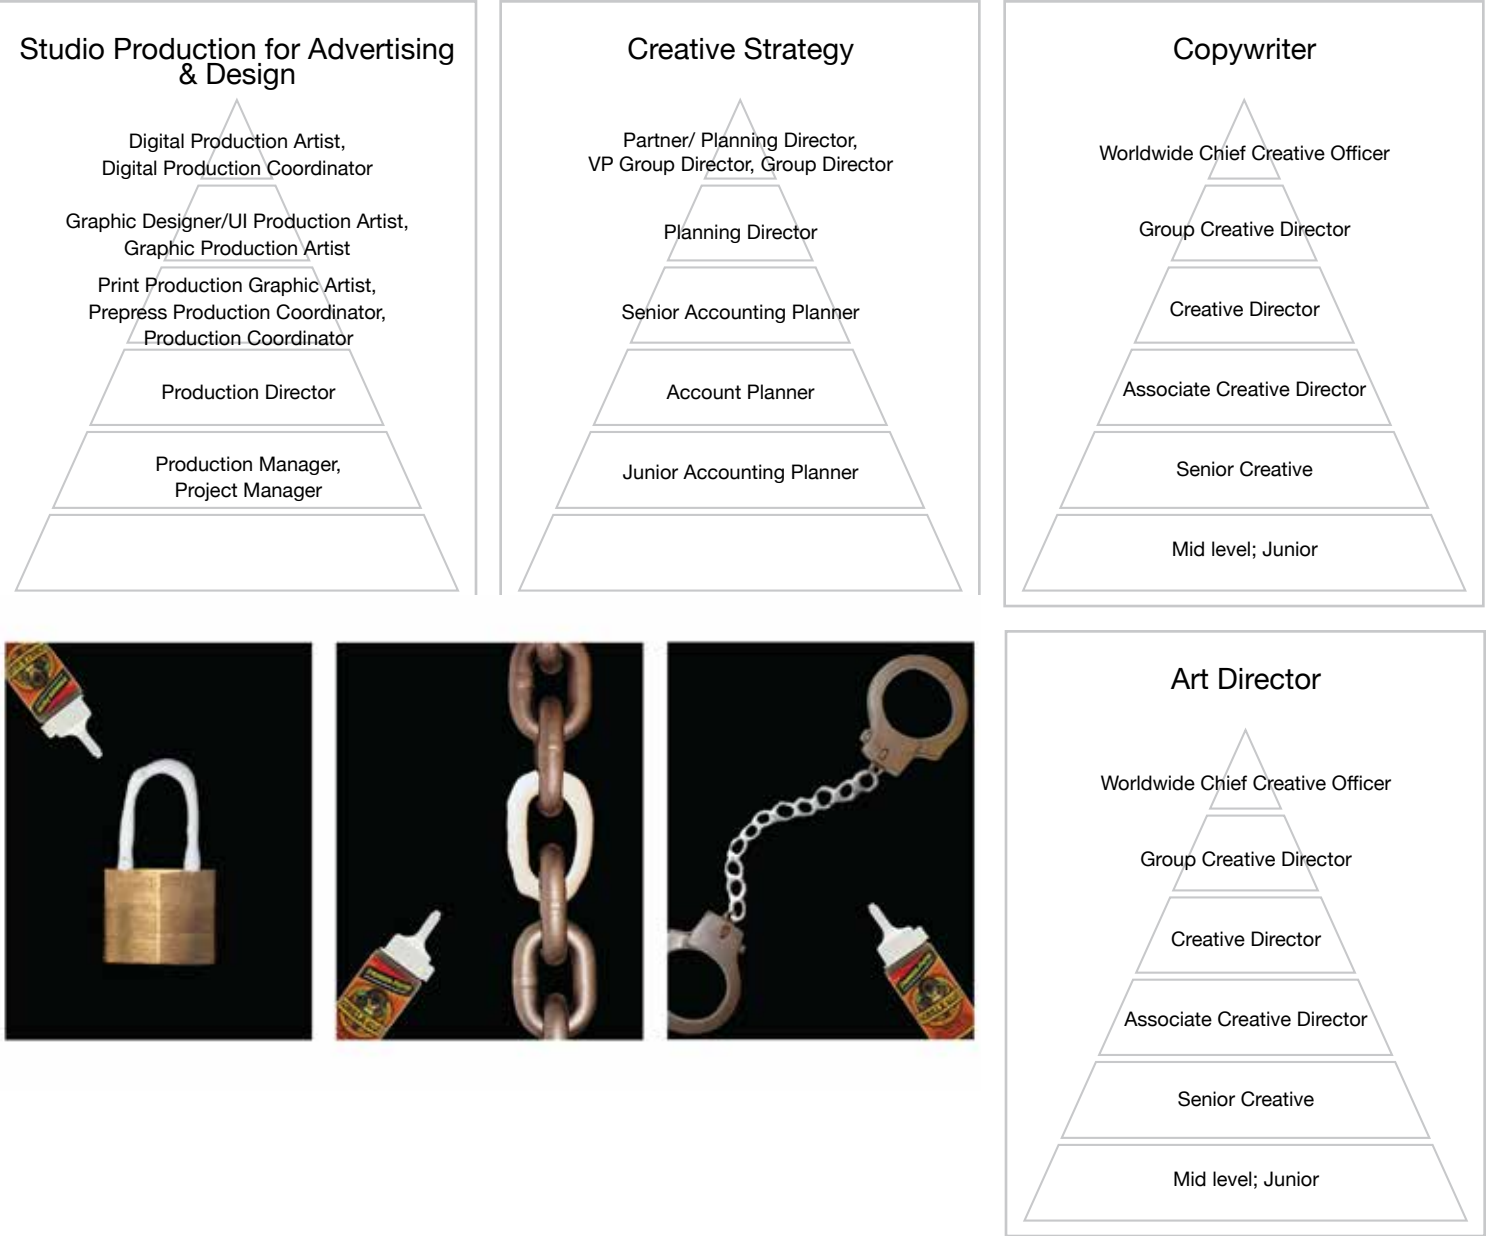 Studio Production for Advertising
& Design
Digital Production Artist,
Digital Production Coordinator
Graphic Designer/UI Production Artist,
Graphic Production Artist
Print Production Graphic Artist,
Prepress Production Coordinator,
Production Coordinator
Production Director
Production Manager,
Project Manager
Creative Strategy
Partner/ Planning Director,
VP Group Director, Group Director
Planning Director
Senior Accounting Planner
Account Planner
Junior Accounting Planner
Copywriter
Worldwide Chief Creative Officer
Group Creative Director
Creative Director
Associate Creative Director
Senior Creative
Mid level; Junior
Art Director
Worldwide Chief Creative Officer
Group Creative Director
Creative Director
Associate Creative Director
Senior Creative
Mid level; Junior